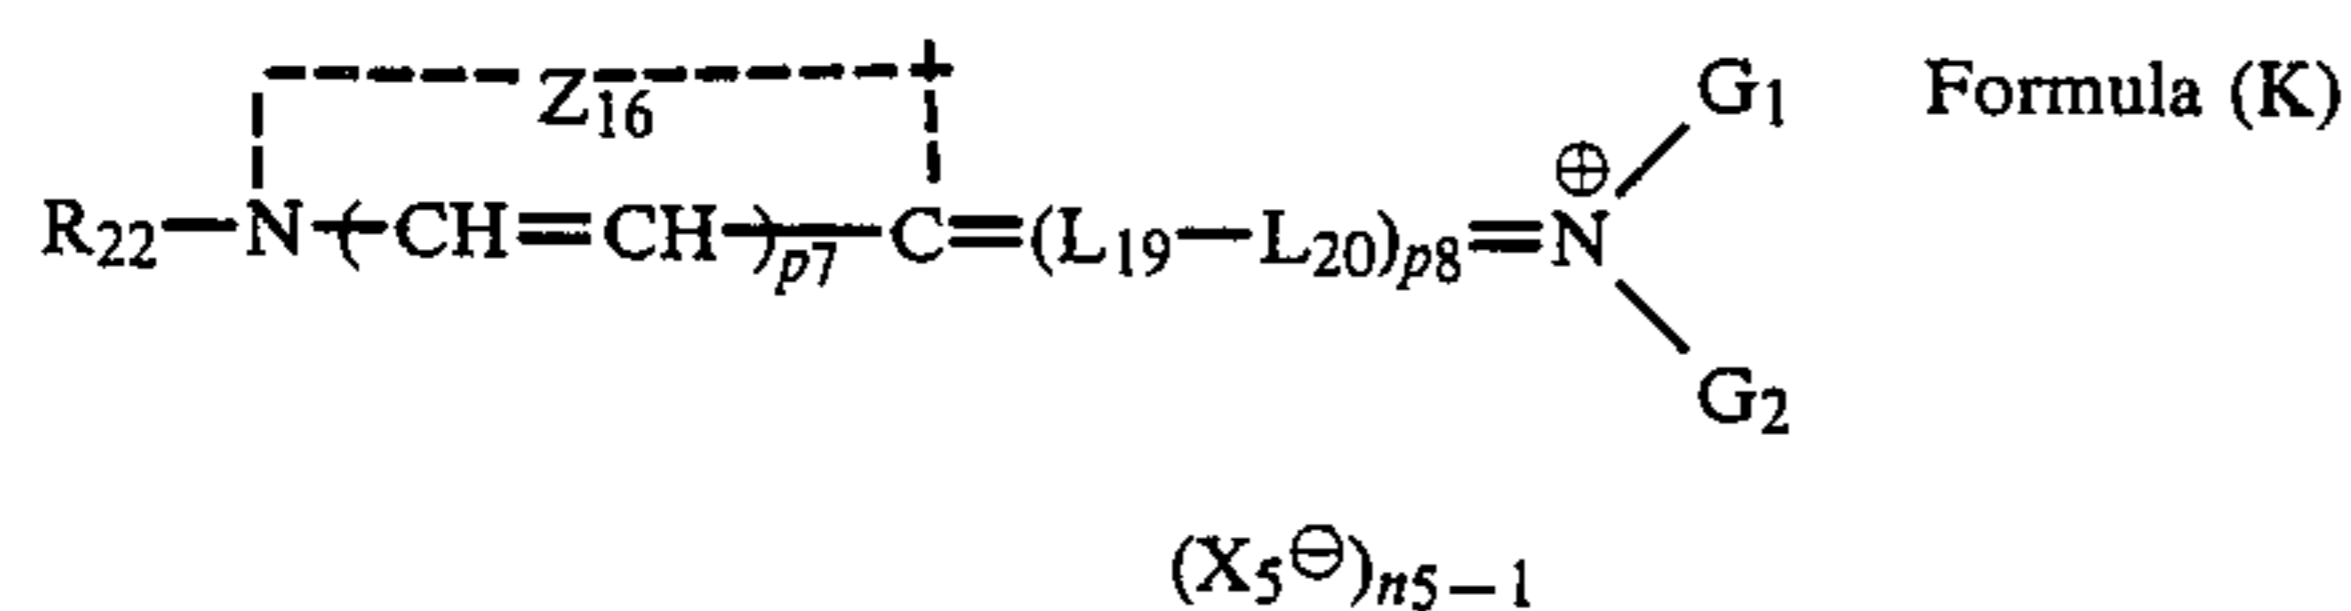 Z₁₆ G₁ Formula (K)
R₂₂—N—(CH=CH)ₚ₇—C=(L₁₉—L₂₀)ₚ₈=N⊕
G₂
(X₅⊖)ₙ₅₋₁